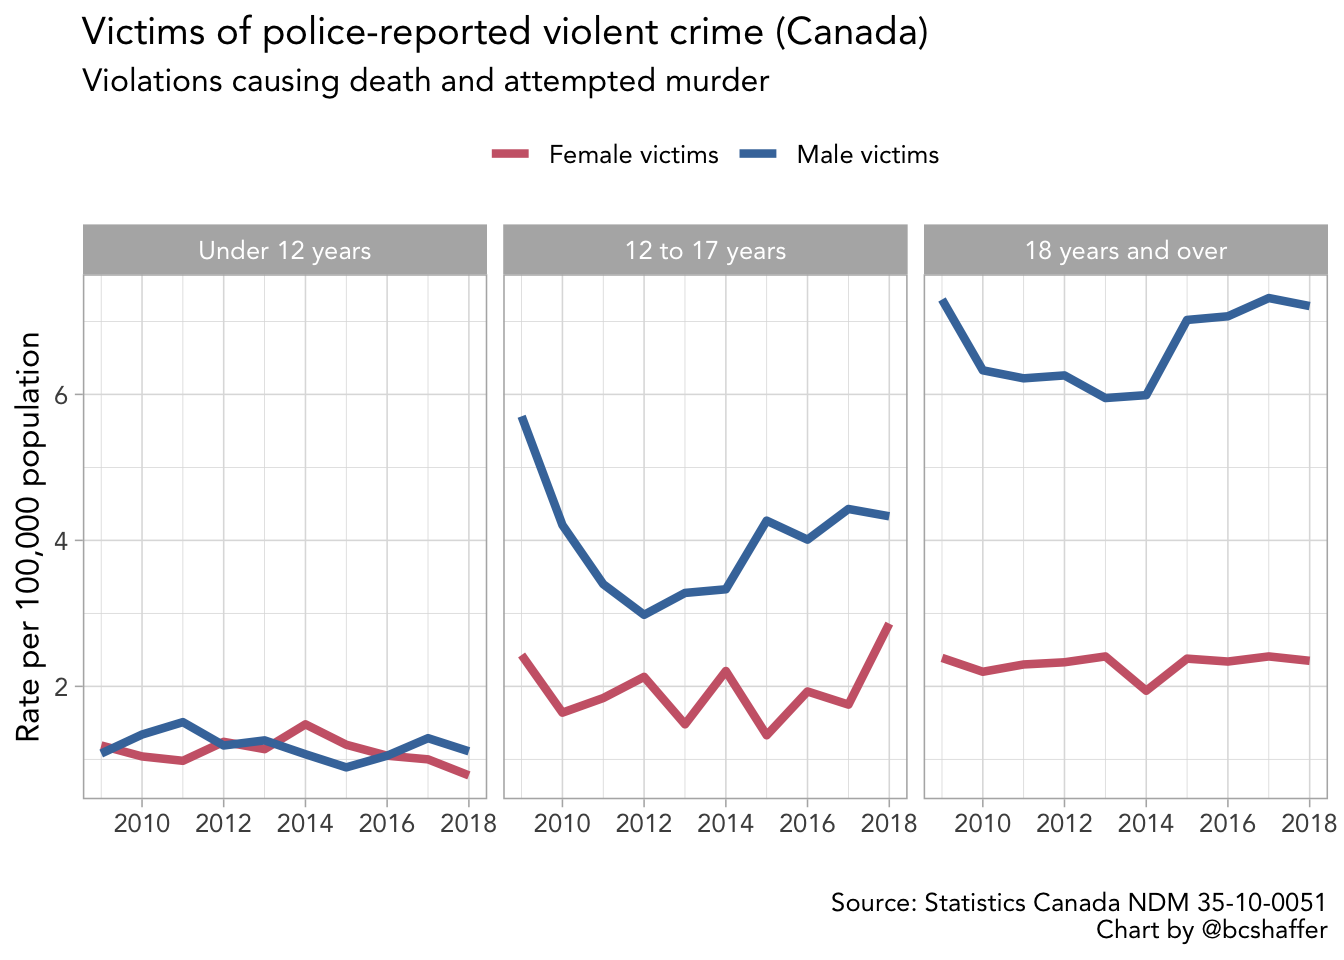 Victims of police-reported violent crime (Canada)
Violations causing death and attempted murder
Female victims Male victims
Under 12 years 12 to 17 years 18 years and over
Rate per 100,000 population
6
4
2
2010 2012 2014 2016 2018 2010 2012 2014 2016 2018 2010 2012 2014 2016 2018
Source: Statistics Canada NDM 35-10-0051
Chart by @bcshaffer